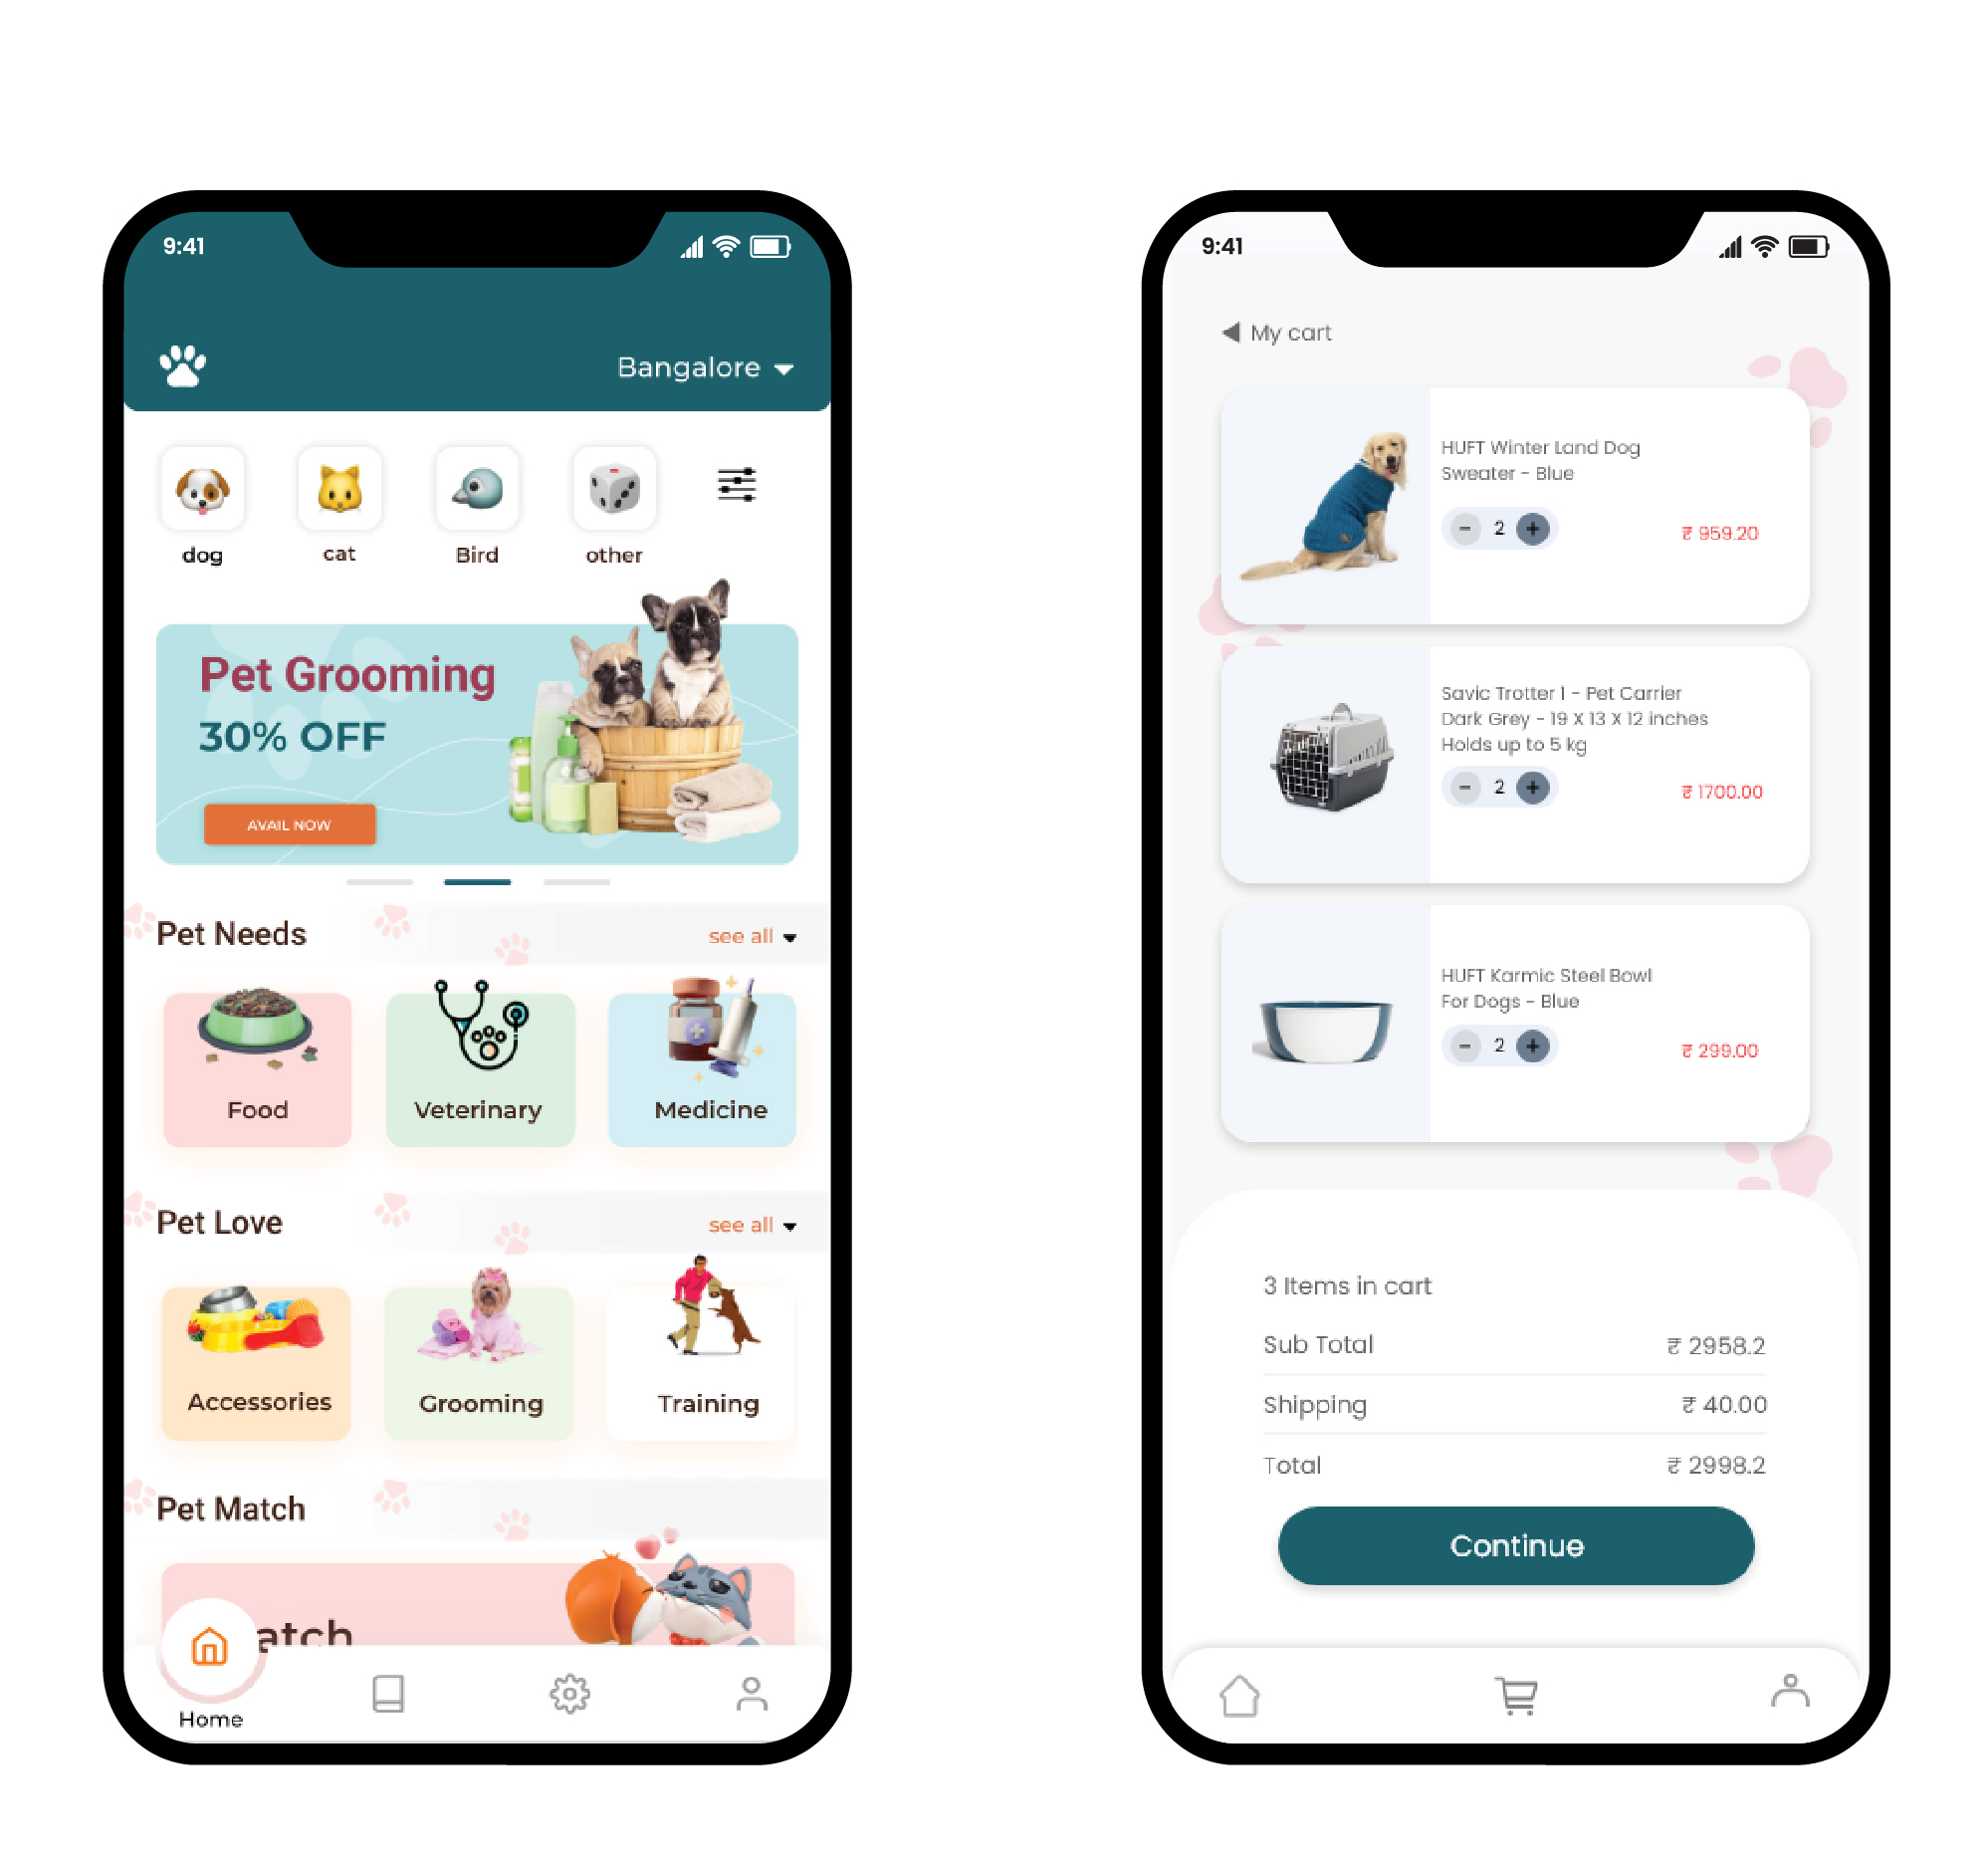 9:41
Bangalore
dog
cat
Bird
other
Pet Grooming
30% OFF
AVAIL NOW
Pet Needs
see all
Food
Veterinary
Medicine
Pet Love
see all
Accessories
Grooming
Training
Pet Match
atch
Home
9:41
My cart
HUFT Winter Land Dog
Sweater - Blue
- 2 +
₹ 959.20
Savic Trotter 1 - Pet Carrier
Dark Grey - 19 X 13 X 12 inches
Holds up to 5 kg
- 2 +
₹ 1700.00
HUFT Karmic Steel Bowl
For Dogs - Blue
- 2 +
₹ 299.00
3 Items in cart
Sub Total ₹ 2958.2
Shipping ₹ 40.00
Total ₹ 2998.2
Continue